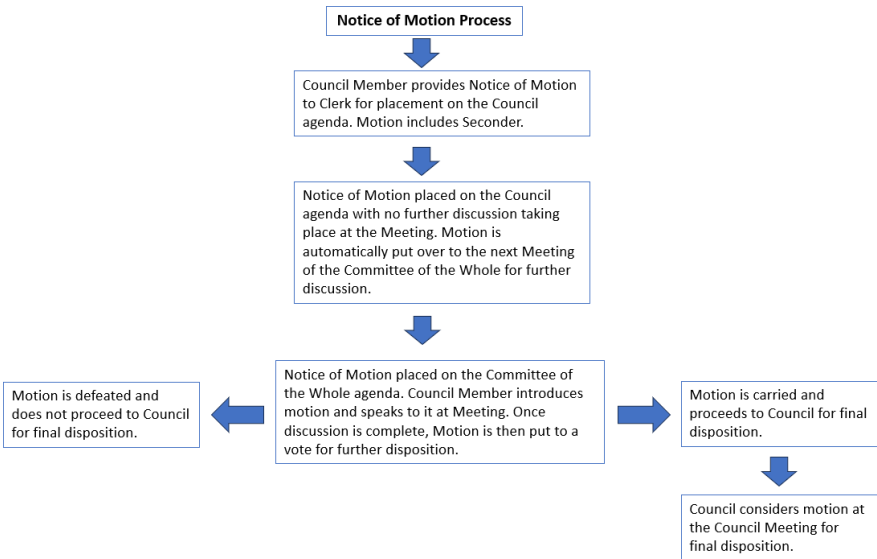 Notice of Motion Process
Council Member provides Notice of Motion
to Clerk for placement on the Council
agenda. Motion includes Seconder.
Notice of Motion placed on the Council
agenda with no further discussion taking
place at the Meeting. Motion is
automatically put over to the next Meeting
of the Committee of the Whole for further
discussion.
Notice of Motion placed on the Committee of
the Whole agenda. Council Member introduces
motion and speaks to it at Meeting. Once
discussion is complete, Motion is then put to a
vote for further disposition.
Motion is defeated and
does not proceed to Council
for final disposition.
Motion is carried and
proceeds to Council for final
disposition.
Council considers motion at
the Council Meeting for
final disposition.